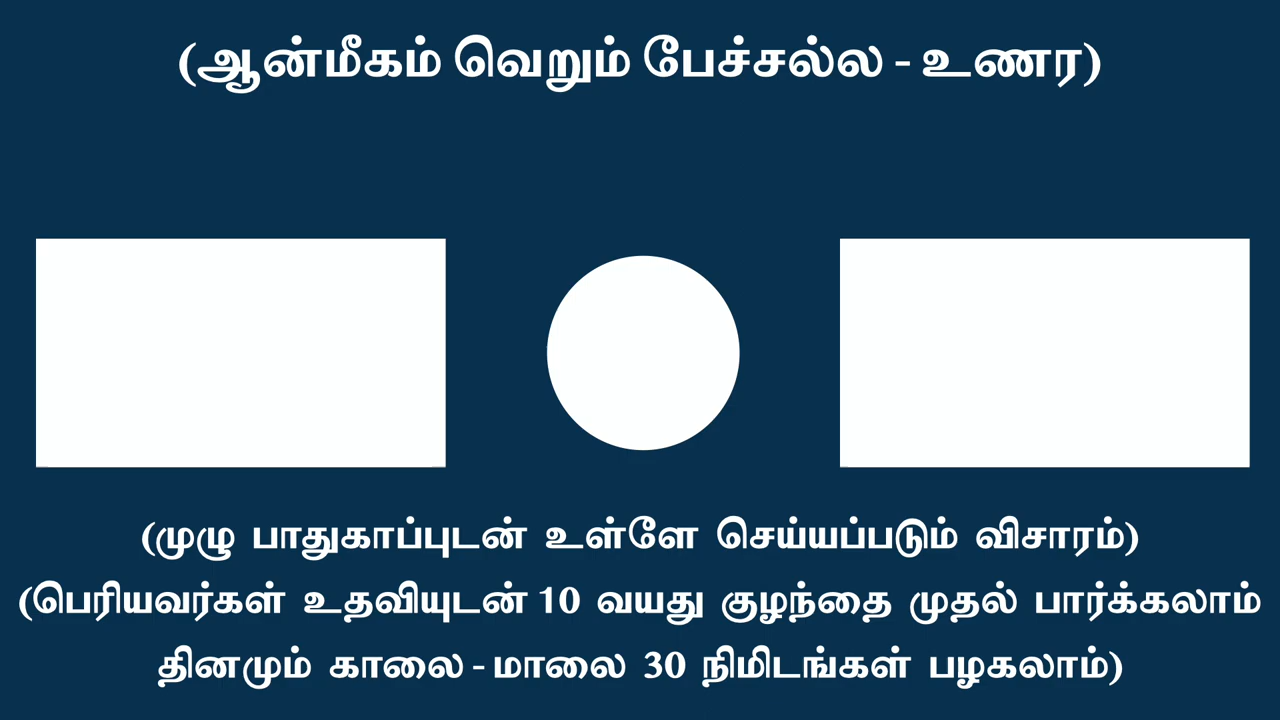 (ஆன்மீகம் வெறும் பேச்சல்ல - உணர)
(முழு பாதுகாப்புடன் உள்ளே செய்யப்படும் விசாரம்)
(பெரியவர்கள் உதவியுடன் 10 வயது குழந்தை முதல் பார்க்கலாம்
தினமும் காலை - மாலை 30 நிமிடங்கள் பழகலாம்)